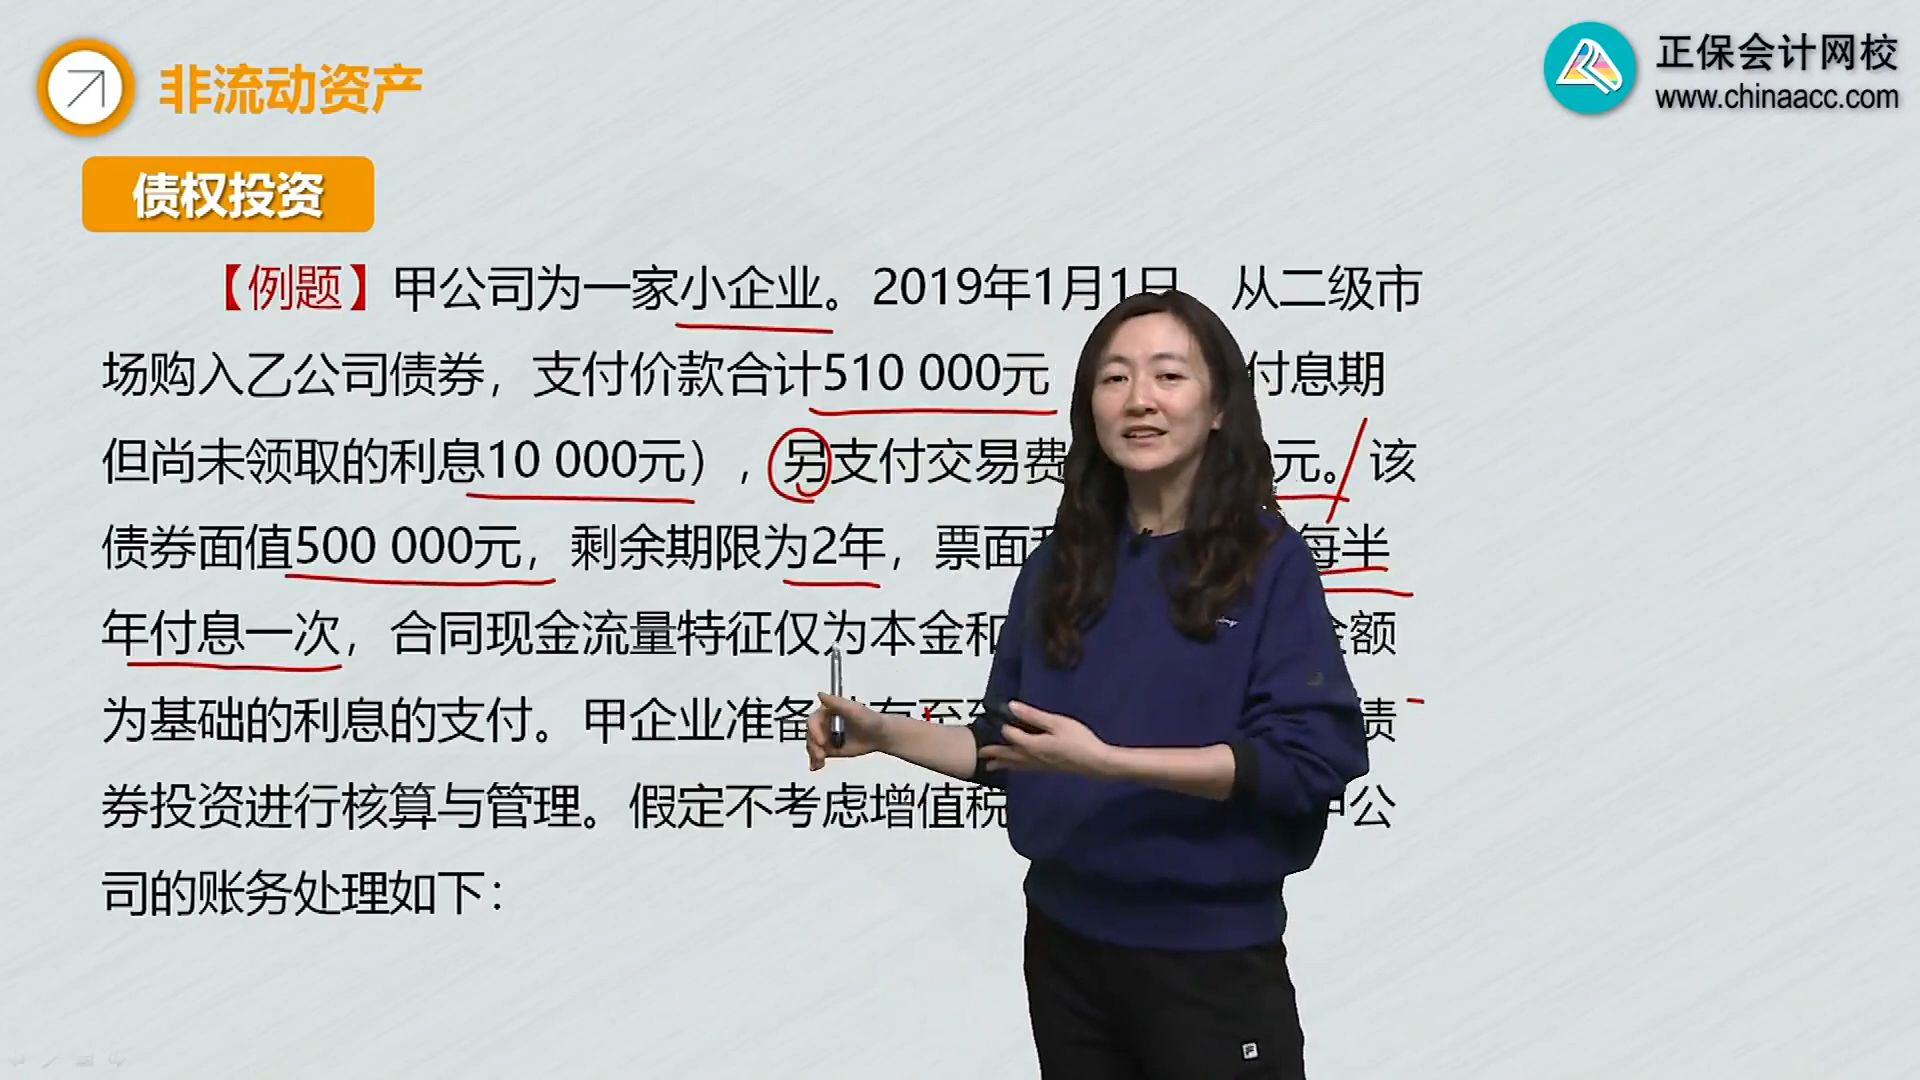 非流动资产
正保会计网校
www.chinaacc.com
债权投资
【例题】甲公司为一家小企业。2019年1月1日 从二级市
场购入乙公司债券，支付价款合计510 000元 付息期
但尚未领取的利息10 000元），另支付交易费 元。该
债券面值500 000元，剩余期限为2年，票面 每半
年付息一次，合同现金流量特征仅为本金和 金额
为基础的利息的支付。甲企业准备 债
券投资进行核算与管理。假定不考虑增值税 甲公
司的账务处理如下：